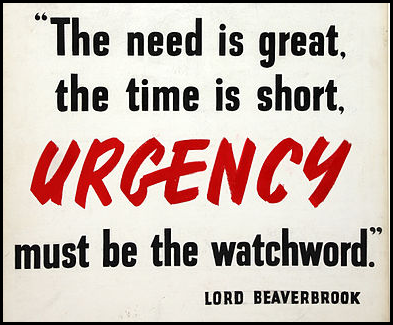 “The need is great,
the time is short,
URGENCY
must be the watchword.”
LORD BEAVERBROOK